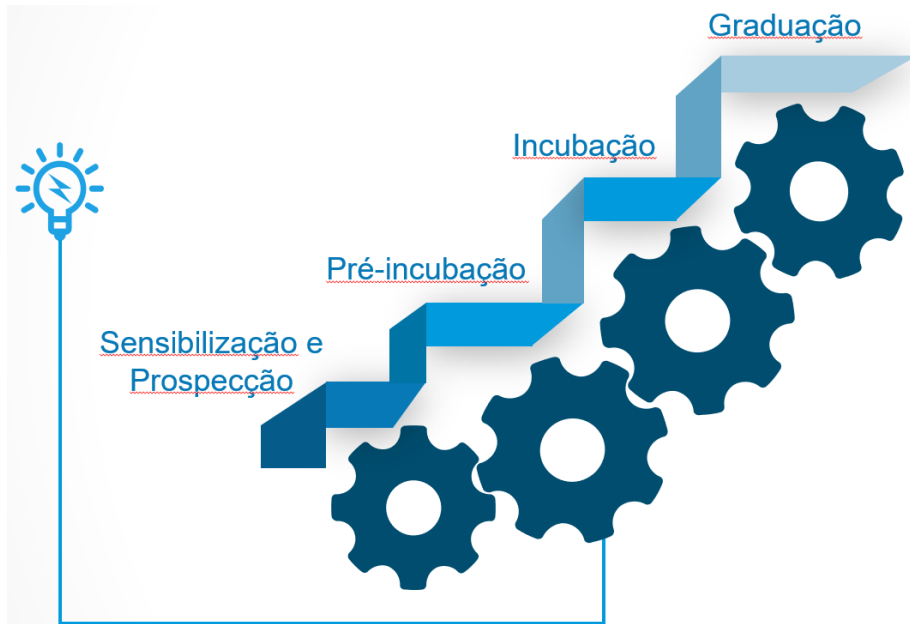 Graduação
Incubação
Pré-incubação
Sensibilização e
Prospecção